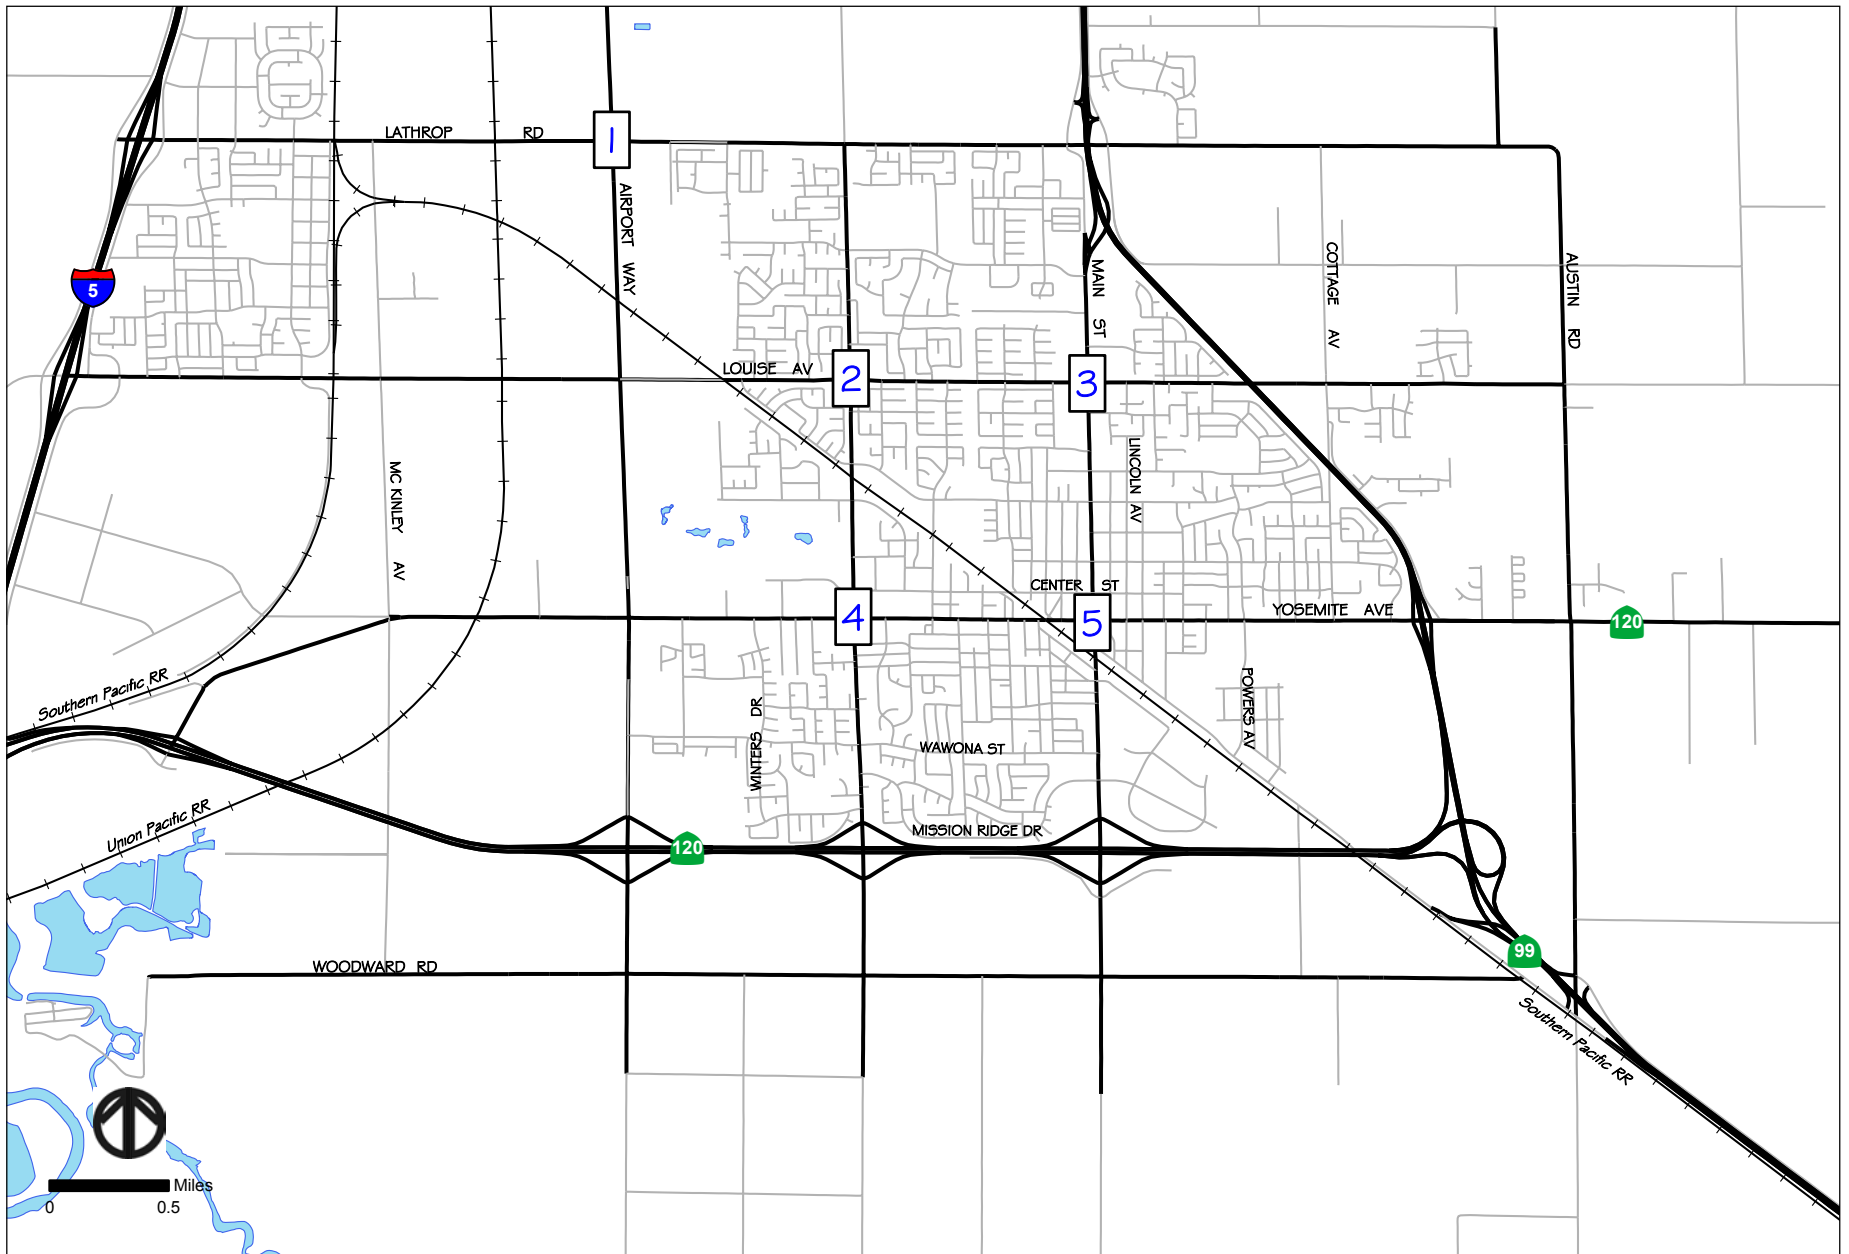 LATHROP RD
1
AIRPORT WAY
5
MAIN ST
COTTAGE AV
AUSTIN RD
LOUISE AV
2
3
MC KINLEY AV
LINCOLN AV
CENTER ST
YOSEMITE AVE
4
5
120
Southern Pacific RR
POWERS AV
WINTERS DR
WAWONA ST
Union Pacific RR
MISSION RIDGE DR
120
99
WOODWARD RD
Southern Pacific RR
Miles
0 0.5